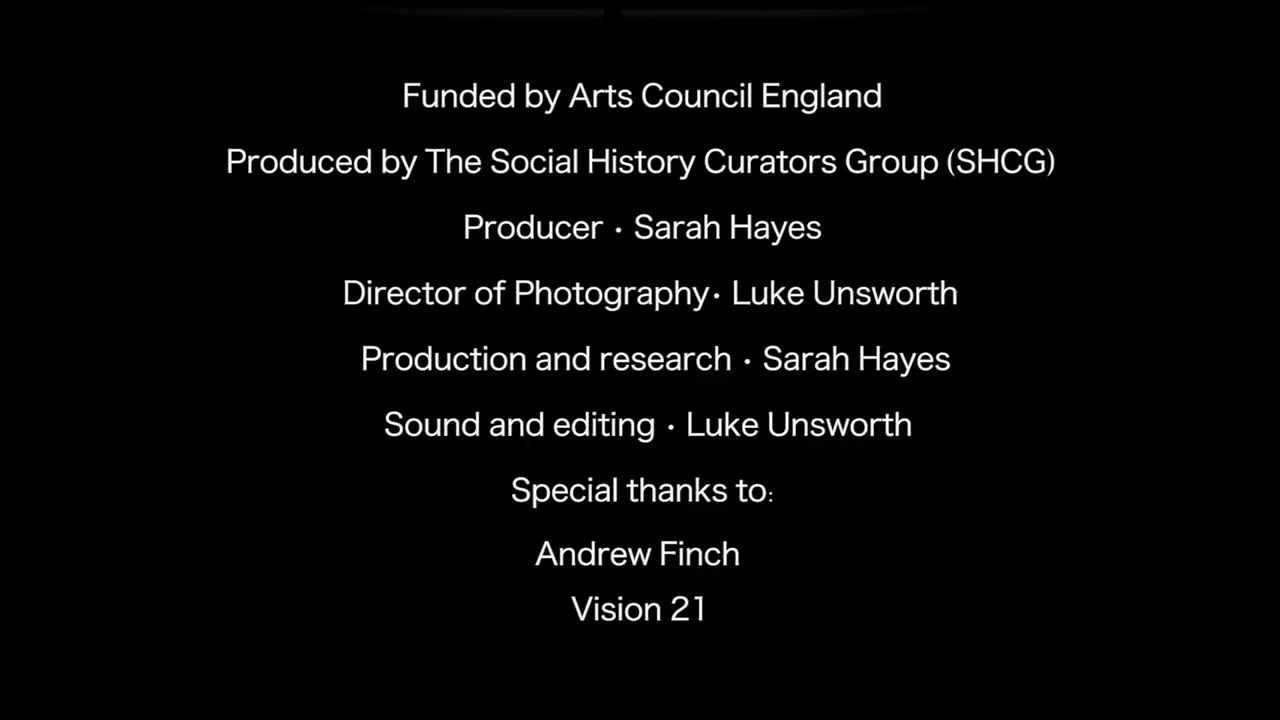 Funded by Arts Council England
Produced by The Social History Curators Group (SHCG)
Producer • Sarah Hayes
Director of Photography• Luke Unsworth
Production and research • Sarah Hayes
Sound and editing • Luke Unsworth
Special thanks to:
Andrew Finch
Vision 21